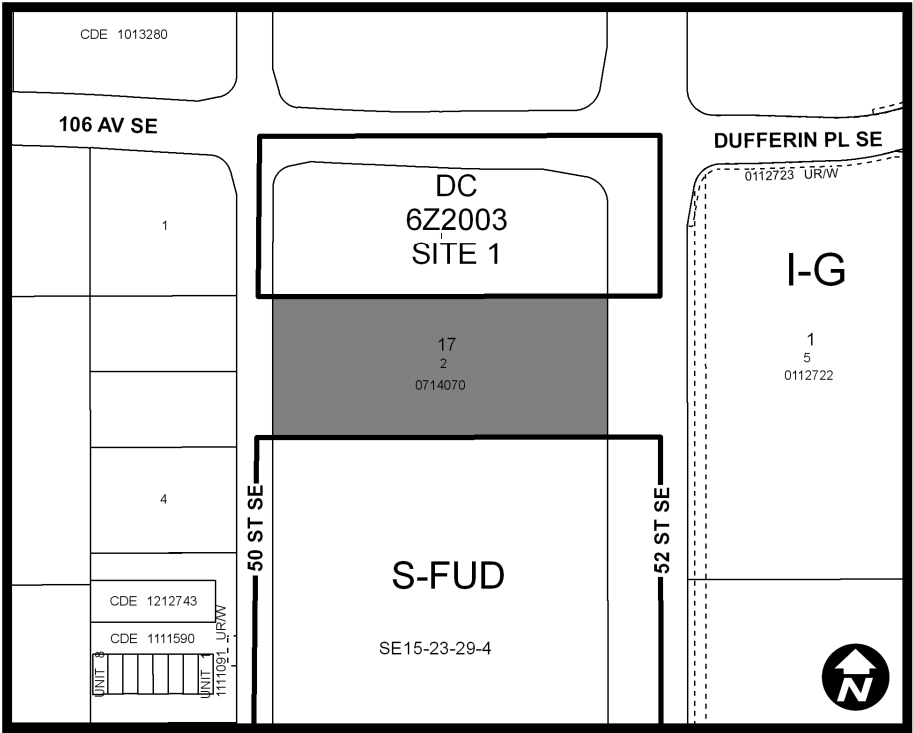 CDE 1013280
106 AV SE
DUFFERIN PL SE
0112723 UR/W
DC
6Z2003
SITE 1
1
I-G
17
2
0714070
1
5
0112722
4
50 ST SE
52 ST SE
S-FUD
SE15-23-29-4
CDE 1212743
CDE 1111590
UNIT 8
UNIT 1
1111091 UR/W
N